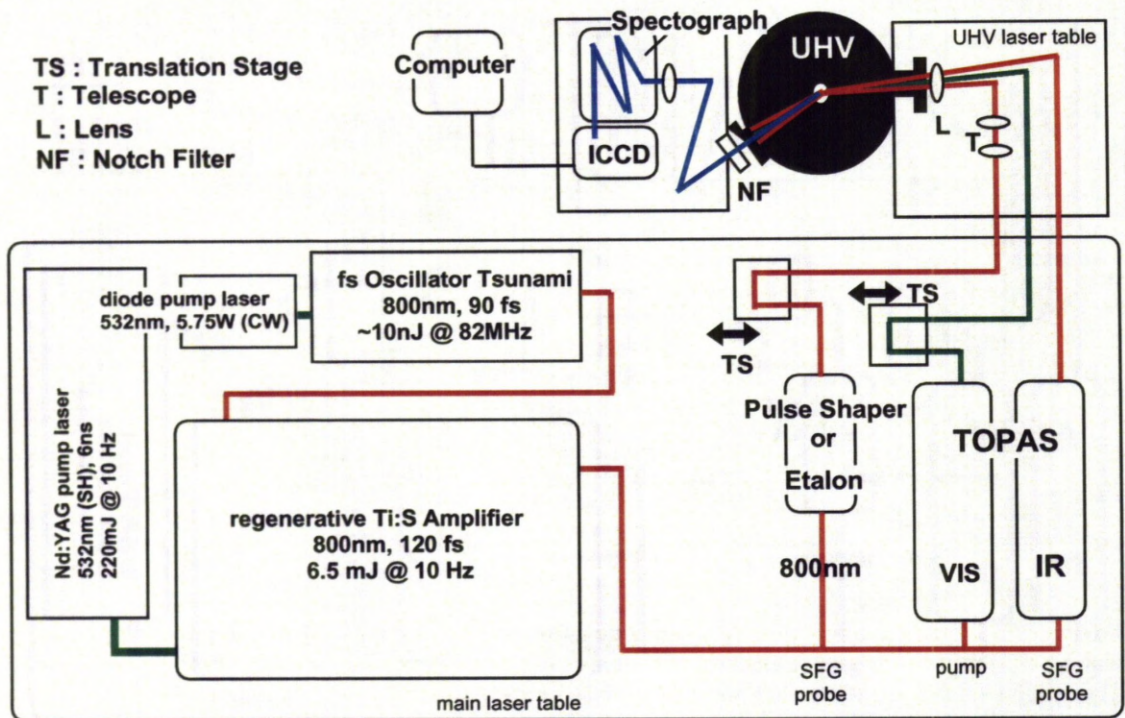 TS : Translation Stage
T : Telescope
L : Lens
NF : Notch Filter
Computer
Spectograph
ICCD
NF
UHV
UHV laser table
L
T
Nd:YAG pump laser
532nm (SH), 6ns
220mJ @ 10 Hz
diode pump laser
532nm, 5.75W (CW)
fs Oscillator Tsunami
800nm, 90 fs
~10nJ @ 82MHz
regenerative Ti:S Amplifier
800nm, 120 fs
6.5 mJ @ 10 Hz
TS
TS
Pulse Shaper
or
Etalon
800nm
TOPAS
VIS
IR
SFG
probe
pump
SFG
probe
main laser table